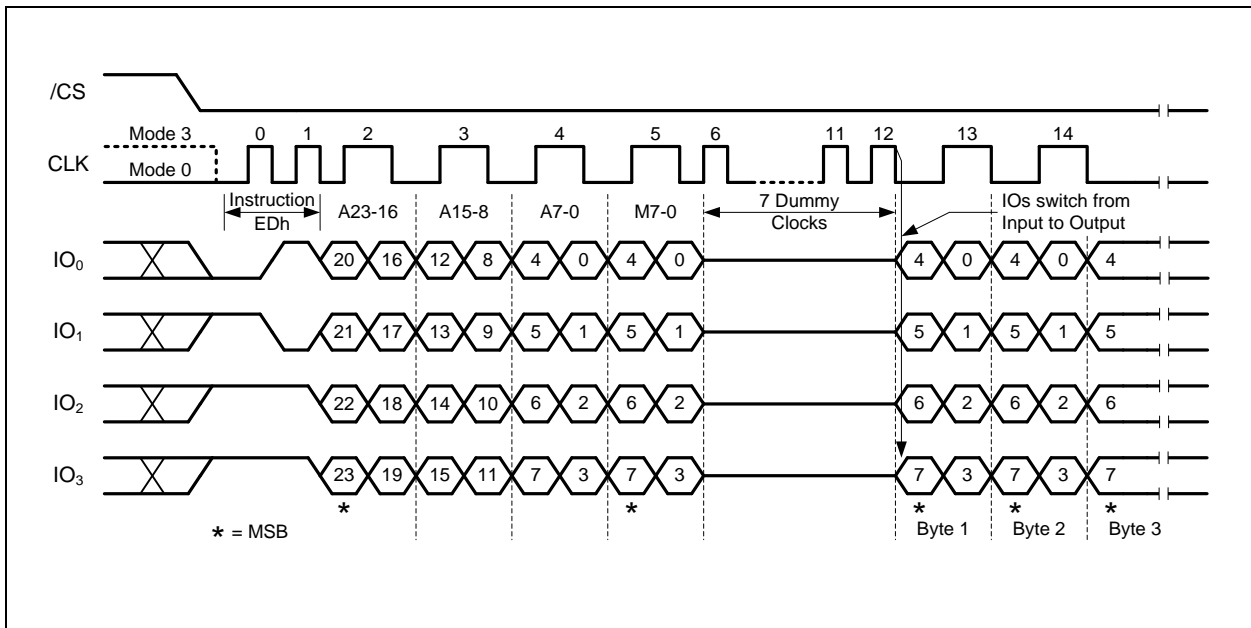 /CS
Mode 3 0 1 2 3 4 5 6 11 12 13 14
CLK Mode 0
Instruction EDh A23-16 A15-8 A7-0 M7-0 7 Dummy Clocks IOs switch from
Input to Output
IO0 20 16 12 8 4 0 4 0 4 0 4 0 4
IO1 21 17 13 9 5 1 5 1 5 1 5 1 5
IO2 22 18 14 10 6 2 6 2 6 2 6 2 6
IO3 23 19 15 11 7 3 7 3 7 3 7 3 7
* * * * *
* = MSB Byte 1 Byte 2 Byte 3